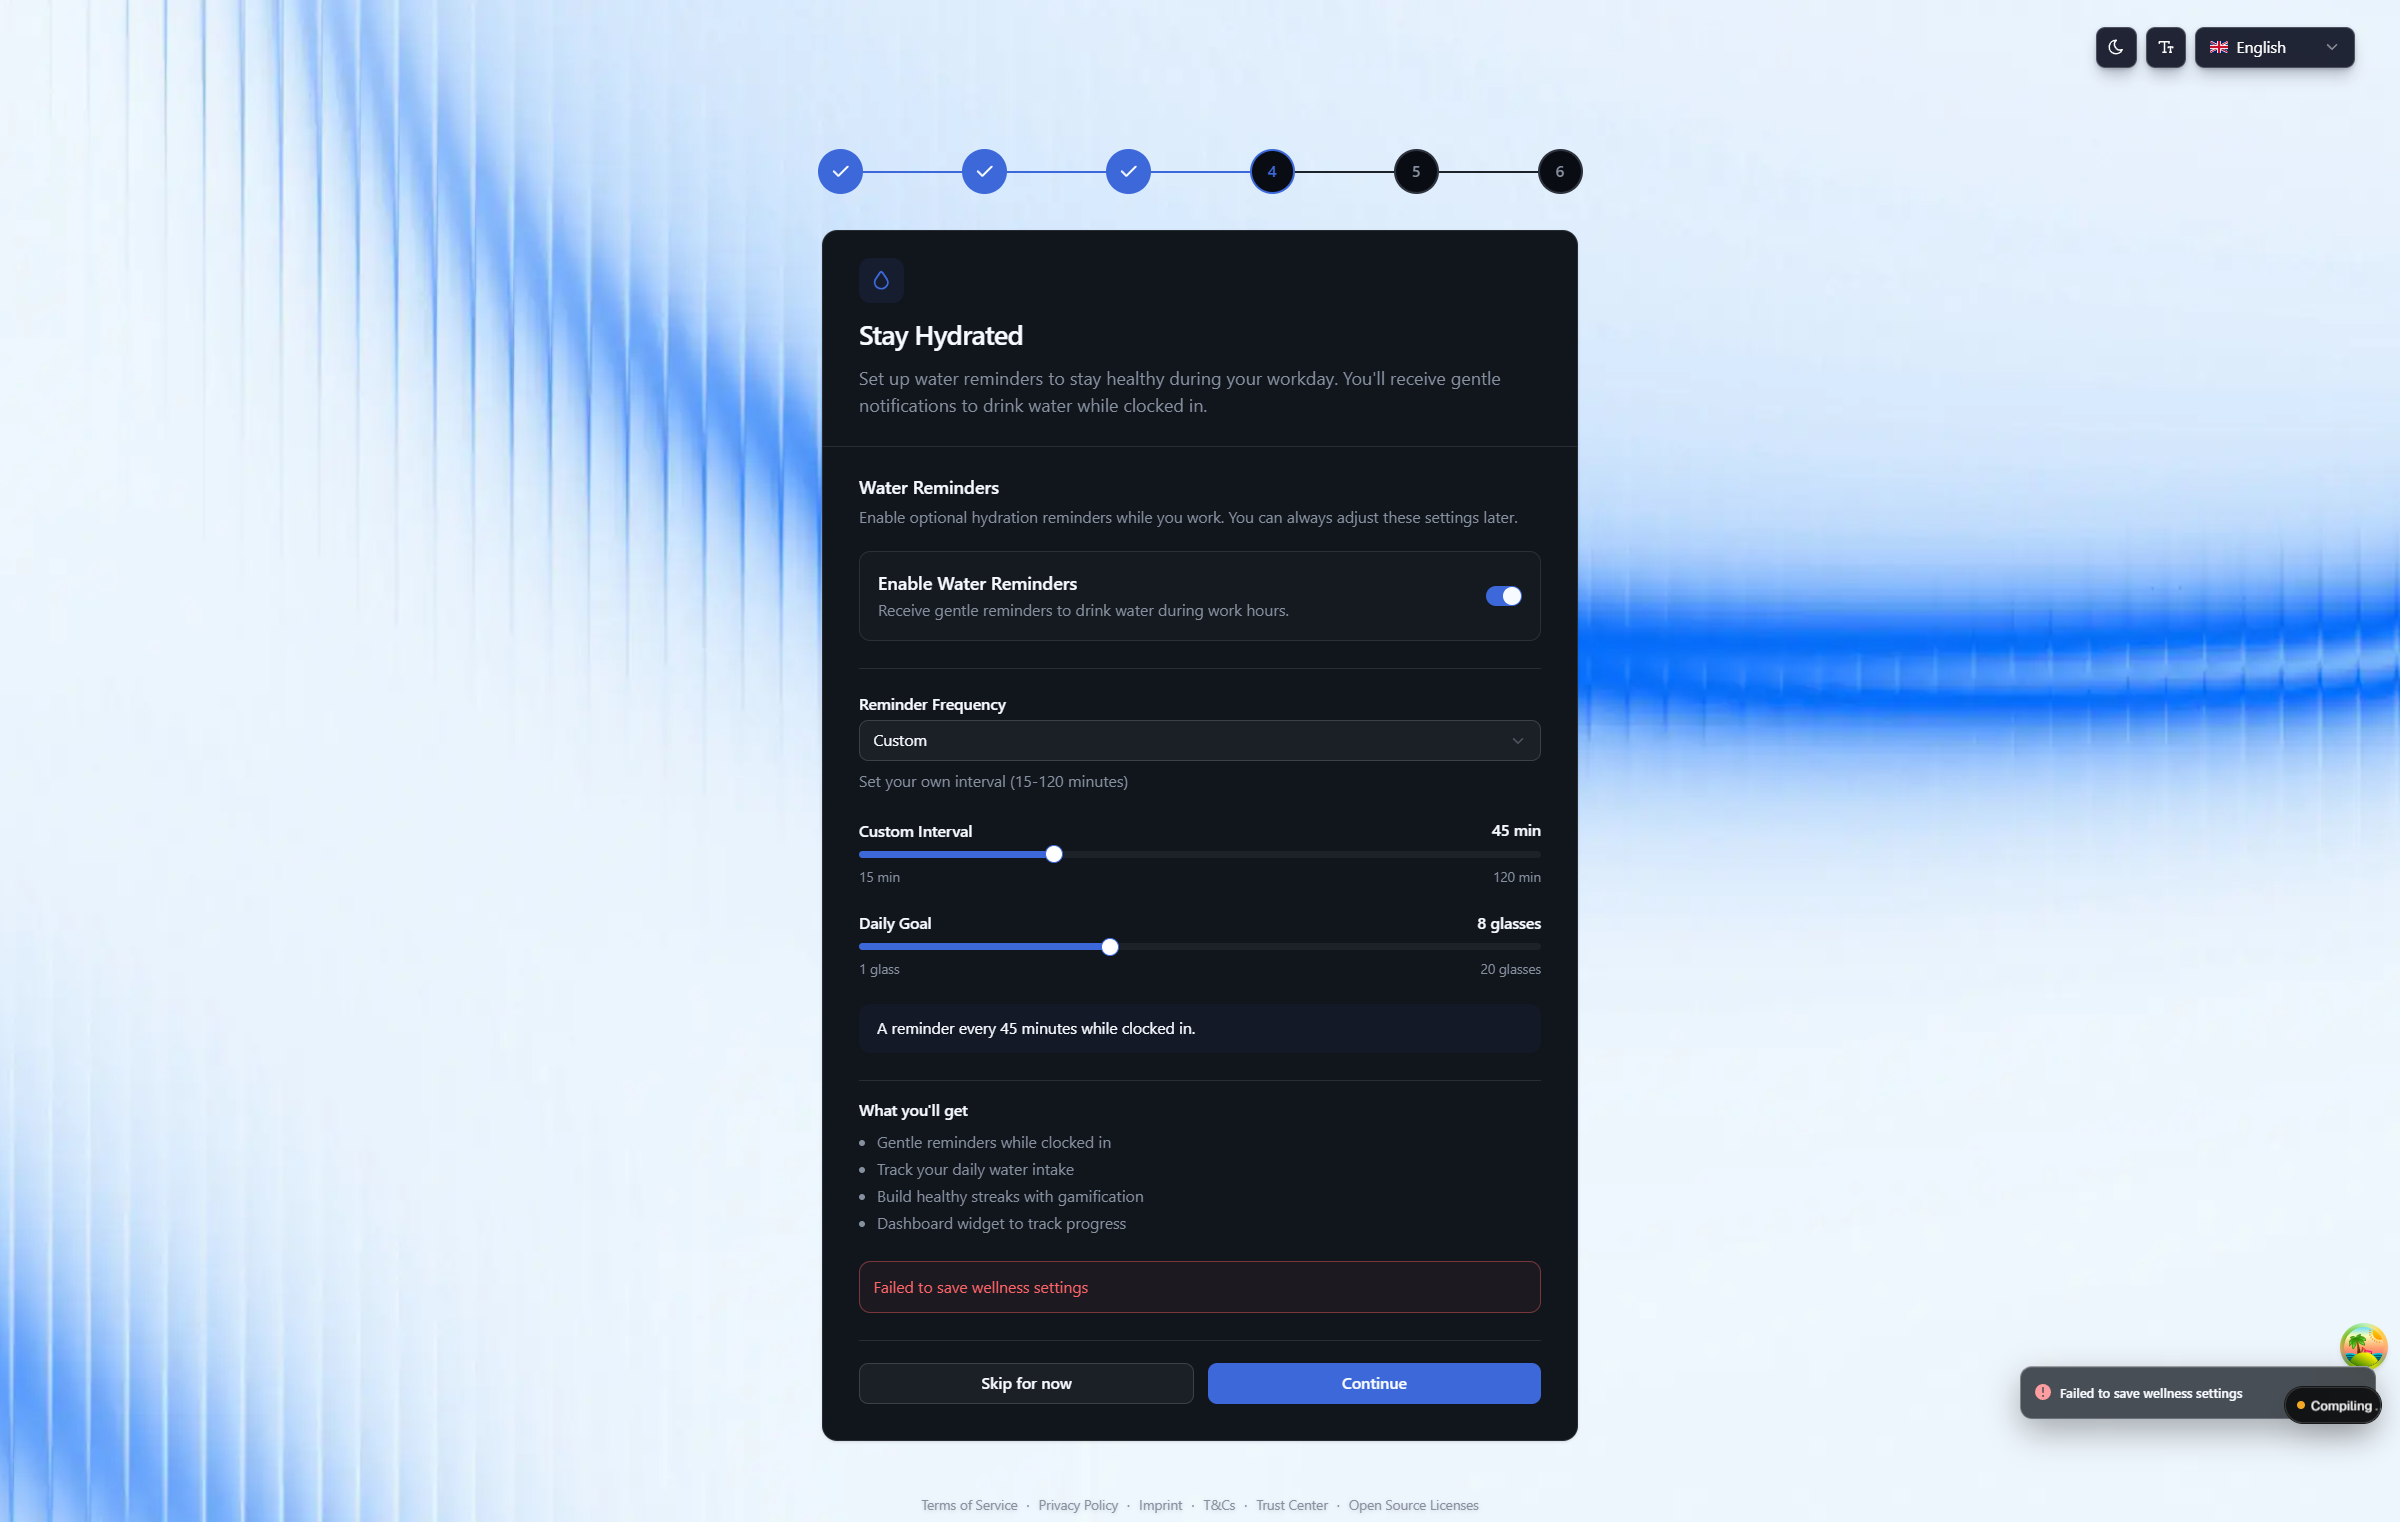 English
4
5
6
Stay Hydrated
Set up water reminders to stay healthy during your workday. You'll receive gentle
notifications to drink water while clocked in.
Water Reminders
Enable optional hydration reminders while you work. You can always adjust these settings later.
Enable Water Reminders
Receive gentle reminders to drink water during work hours.
Reminder Frequency
Custom
Set your own interval (15-120 minutes)
Custom Interval
45 min
15 min
120 min
Daily Goal
8 glasses
1 glass
20 glasses
A reminder every 45 minutes while clocked in.
What you'll get
• Gentle reminders while clocked in
• Track your daily water intake
• Build healthy streaks with gamification
• Dashboard widget to track progress
Failed to save wellness settings
Skip for now
Continue
Failed to save wellness settings
Compiling .
Terms of Service · Privacy Policy · Imprint · T&Cs · Trust Center · Open Source Licenses